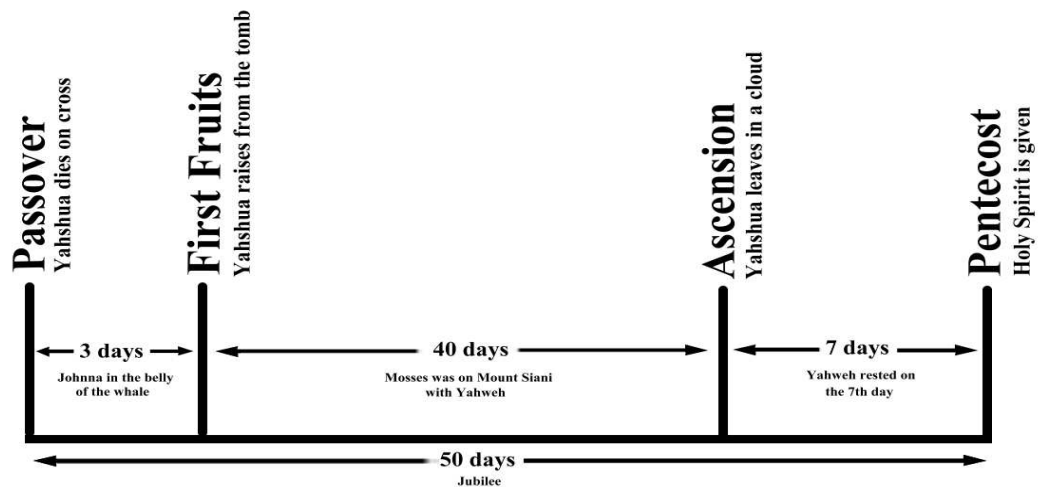 Passover
Yahshua dies on cross
First Fruits
Yahshua raises from the tomb
Ascension
Yahshua leaves in a cloud
Pentecost
Holy Spirit is given
3 days
Johnna in the belly
of the whale
40 days
Mosses was on Mount Siani
with Yahweh
7 days
Yahweh rested on
the 7th day
50 days
Jubilee